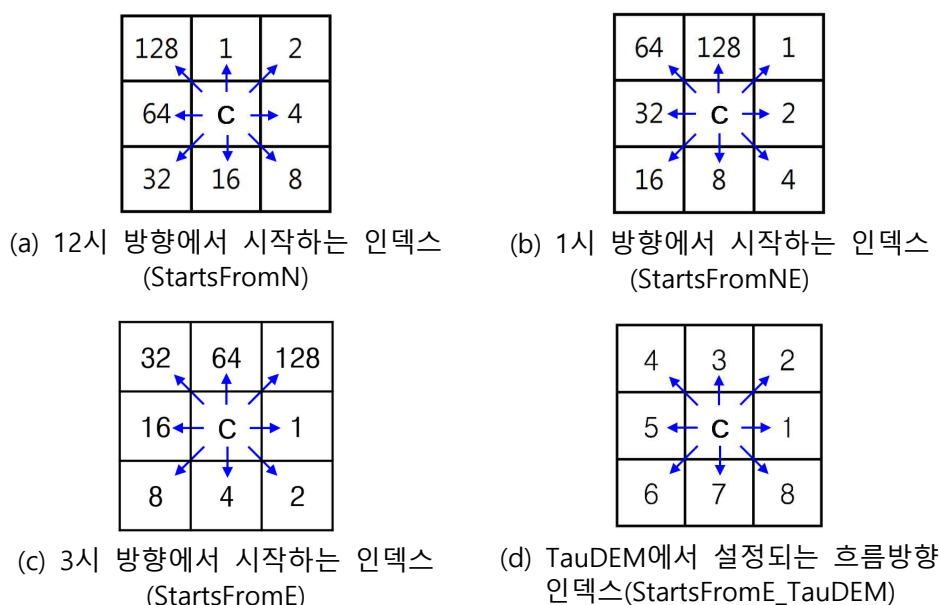 128 1 2
64 C 4
32 16 8
(a) 12시 방향에서 시작하는 인덱스
(StartsFromN)
64 128 1
32 C 2
16 8 4
(b) 1시 방향에서 시작하는 인덱스
(StartsFromNE)
32 64 128
16 C 1
8 4 2
(c) 3시 방향에서 시작하는 인덱스
(StartsFromE)
4 3 2
5 C 1
6 7 8
(d) TauDEM에서 설정되는 흐름방향
인덱스(StartsFromE_TauDEM)